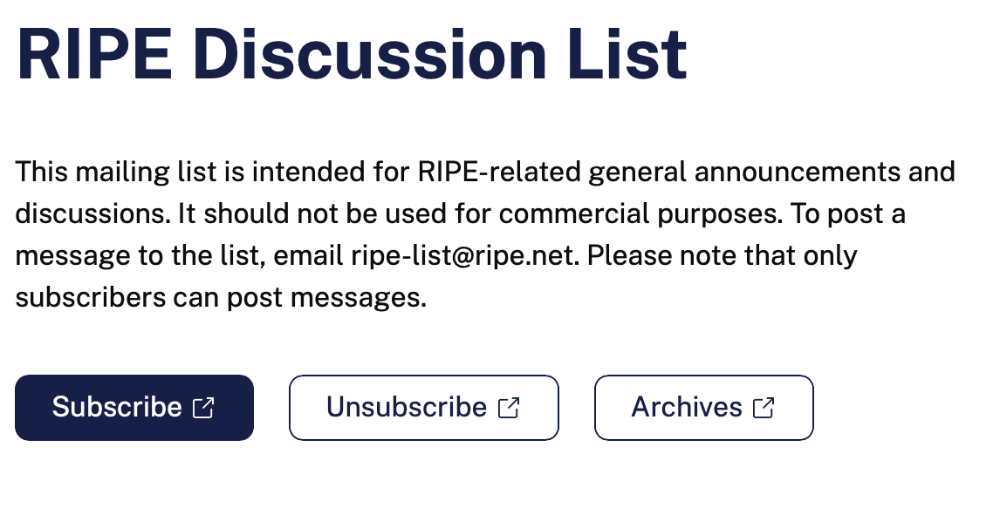 RIPE Discussion List
This mailing list is intended for RIPE-related general announcements and
discussions. It should not be used for commercial purposes. To post a
message to the list, email ripe-list@ripe.net. Please note that only
subscribers can post messages.
Subscribe
Unsubscribe
Archives